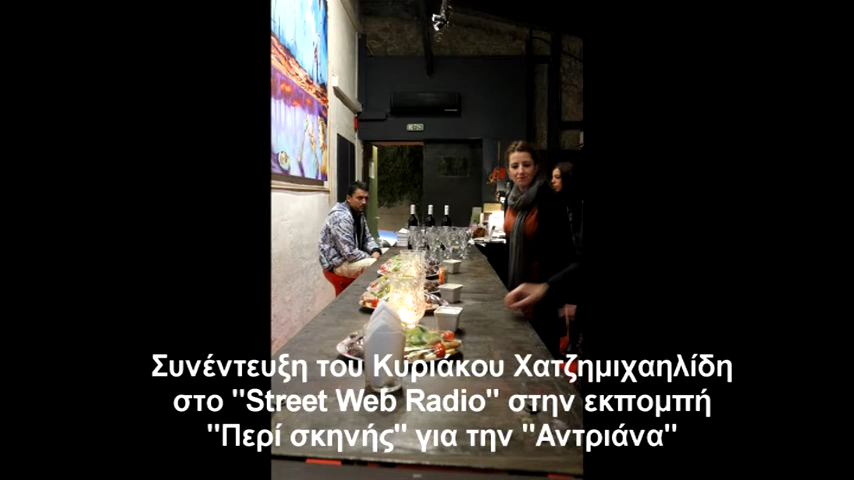 Συνέντευξη του Κυριάκου Χατζημιχαηλίδη
στο "Street Web Radio" στην εκπομπή
"Περί σκηνής" για την "Αντριάνα"